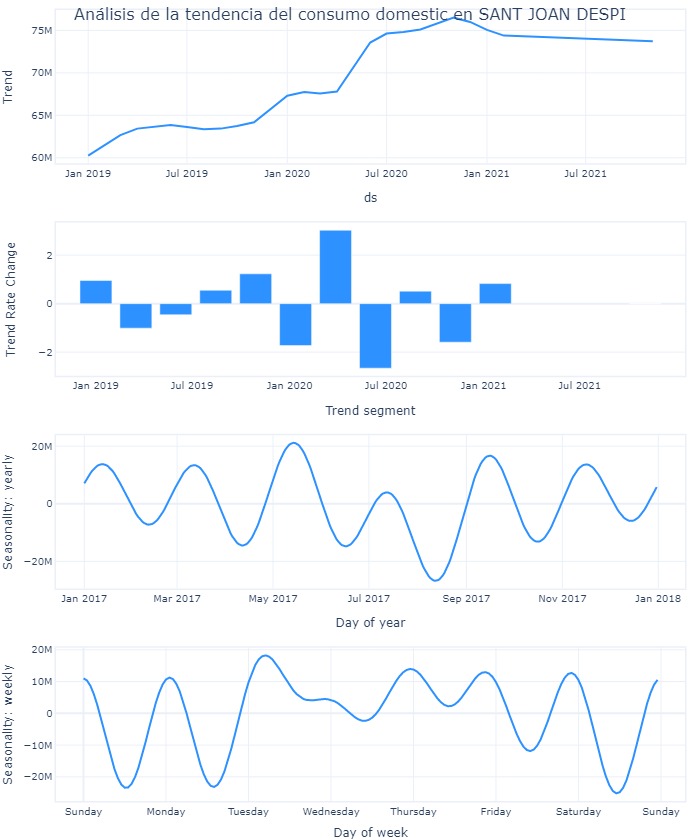 Análisis de la tendencia del consumo domestic en SANT JOAN DESPI
75M
70M
65M
60M
Trend
Jan 2019 Jul 2019 Jan 2020 Jul 2020 Jan 2021 Jul 2021
ds
2
0
−2
Trend Rate Change
Jan 2019 Jul 2019 Jan 2020 Jul 2020 Jan 2021 Jul 2021
Trend segment
20M
0
−20M
Seasonality: yearly
Jan 2017 Mar 2017 May 2017 Jul 2017 Sep 2017 Nov 2017 Jan 2018
Day of year
20M
10M
0
−10M
−20M
Seasonality: weekly
Sunday Monday Tuesday Wednesday Thursday Friday Saturday Sunday
Day of week